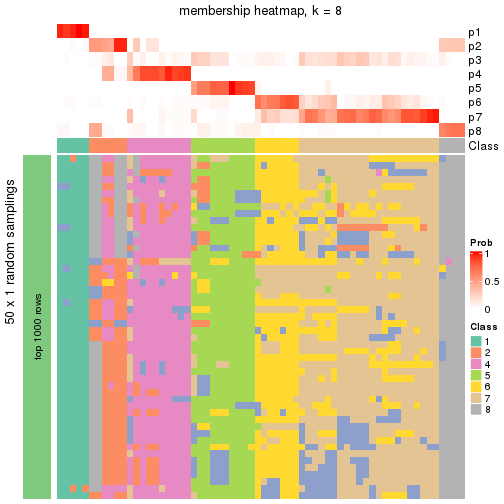 membership heatmap, k = 8
p1
p2
p3
p4
p5
p6
p7
p8
Class
50 x 1 random samplings
top 1000 rows
Prob
1
0.5
0
Class
1
2
4
5
6
7
8